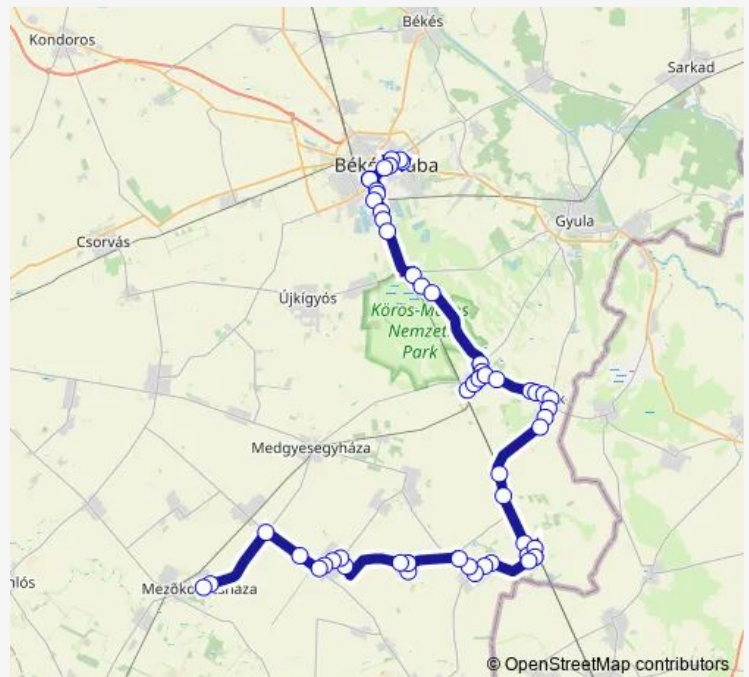 Békés
Kondoros
Sarkad
Gyula
Csorvás
Újkígyós
Nemzet
Park
Medgyesegyháza
© OpenStreetMap contributors